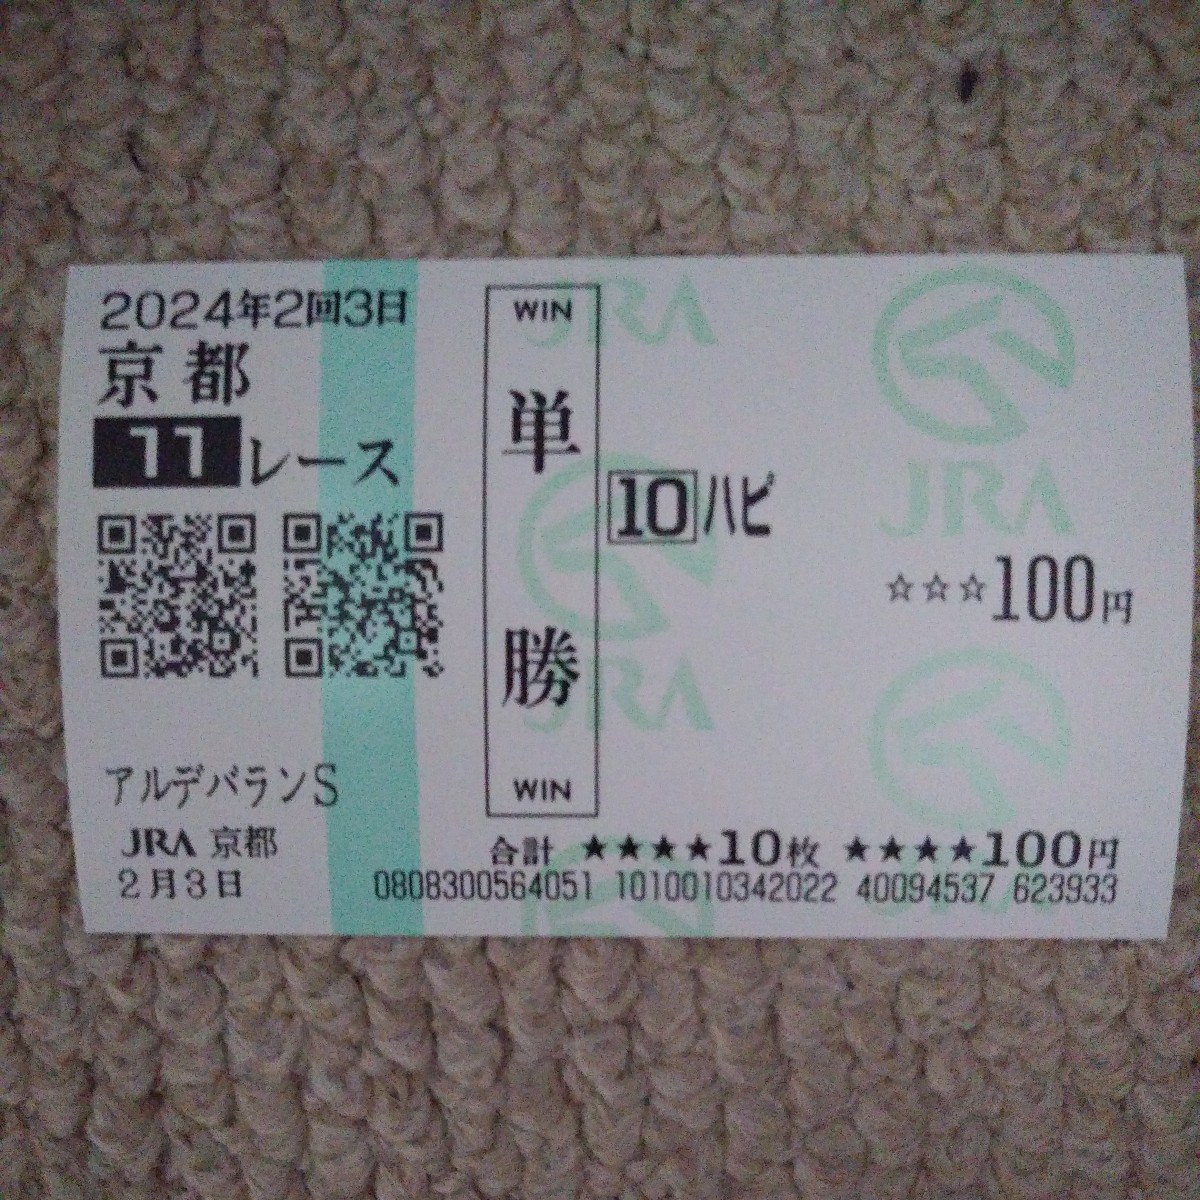 2024年2回3日
京都
11レース
アルデバランS
JRA 京都
2月3日
WIN
単勝
WIN
10 ハピ
☆☆☆100円
合計 ★★★★10枚 ★★★★100円
0808300564051 1010010342022 40094537 623933
JRA
JRA
JRA